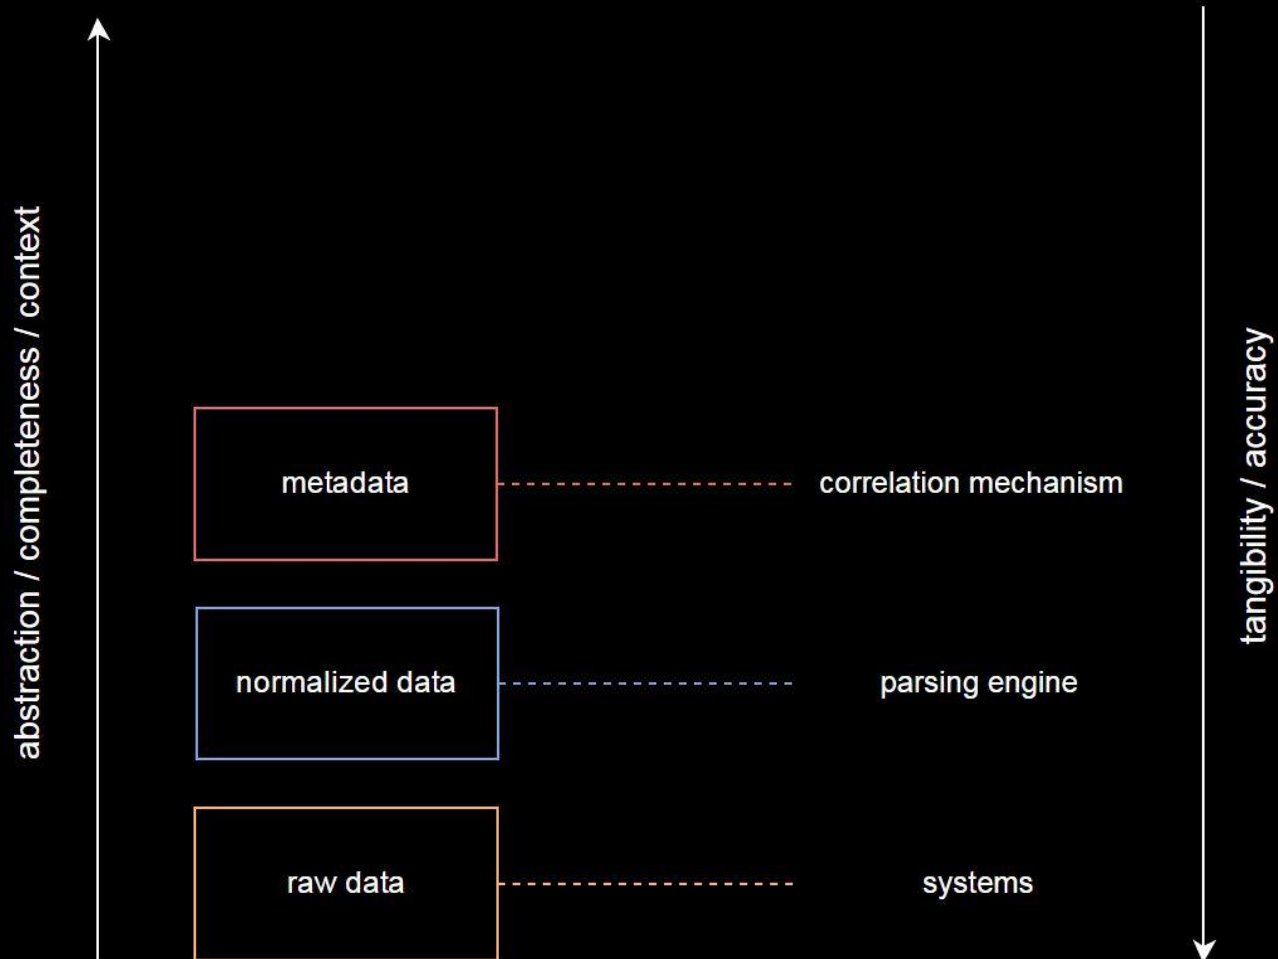 abstraction / completeness / context
tangibility / accuracy
metadata
correlation mechanism
normalized data
parsing engine
raw data
systems